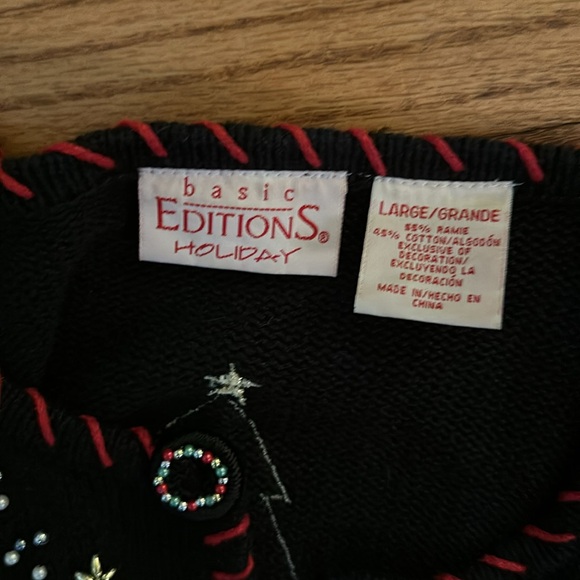 basic
EDITIONS®
HOLIDAY
LARGE/GRANDE
55% RAMIE
45% COTTON/ALGODÓN
EXCLUSIVE OF
DECORATION/
EXCLUYENDO LA
DECORACIÓN
MADE IN/HECHO EN
CHINA